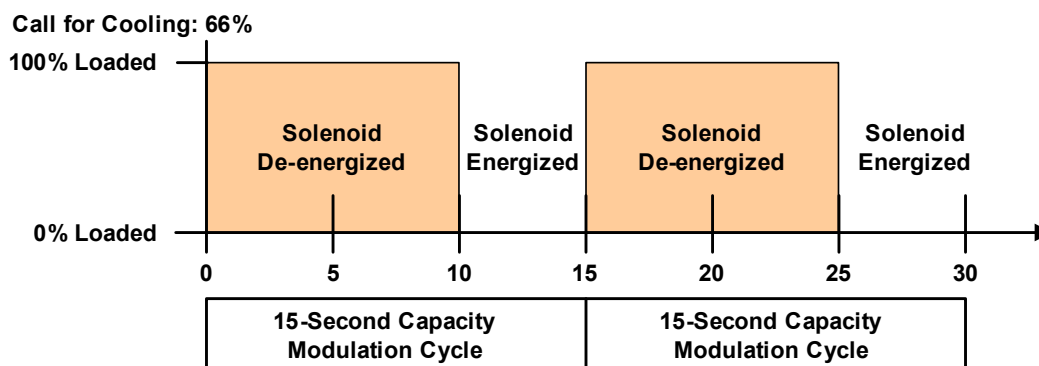 Call for Cooling: 66%
100% Loaded
Solenoid
De-energized
Solenoid
Energized
Solenoid
De-energized
Solenoid
Energized
0% Loaded
0 5 10 15 20 25 30
15-Second Capacity
Modulation Cycle
15-Second Capacity
Modulation Cycle